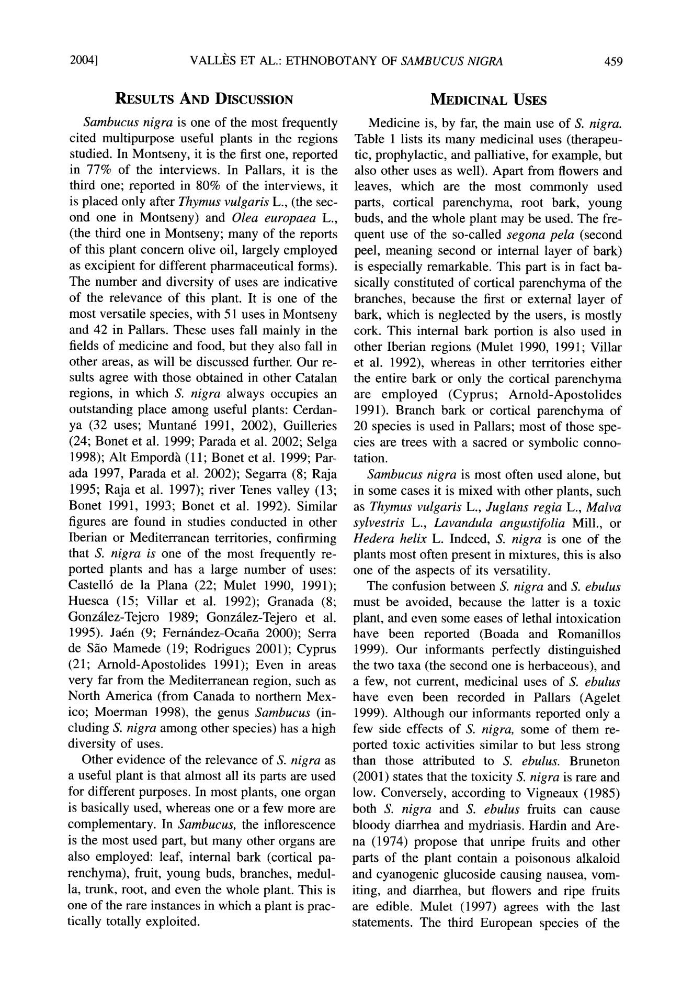 2004] VALLÈS ET AL.: ETHNOBOTANY OF SAMBUCUS NIGRA 459
RESULTS AND DISCUSSION
Sambucus nigra is one of the most frequently
cited multipurpose useful plants in the regions
studied. In Montseny, it is the first one, reported
in 77% of the interviews. In Pallars, it is the
third one; reported in 80% of the interviews, it
is placed only after Thymus vulgaris L., (the sec-
ond one in Montseny) and Olea europaea L.,
(the third one in Montseny; many of the reports
of this plant concern olive oil, largely employed
as excipient for different pharmaceutical forms).
The number and diversity of uses are indicative
of the relevance of this plant. It is one of the
most versatile species, with 51 uses in Montseny
and 42 in Pallars. These uses fall mainly in the
fields of medicine and food, but they also fall in
other areas, as will be discussed further. Our re-
sults agree with those obtained in other Catalan
regions, in which S. nigra always occupies an
outstanding place among useful plants: Cerdan-
ya (32 uses; Muntané 1991, 2002), Guilleries
(24; Bonet et al. 1999; Parada et al. 2002; Selga
1998); Alt Empordà (11; Bonet et al. 1999; Par-
ada 1997, Parada et al. 2002); Segarra (8; Raja
1995; Raja et al. 1997); river Tenes valley (13;
Bonet 1991, 1993; Bonet et al. 1992). Similar
figures are found in studies conducted in other
Iberian or Mediterranean territories, confirming
that S. nigra is one of the most frequently re-
ported plants and has a large number of uses:
Castelló de la Plana (22; Mulet 1990, 1991);
Huesca (15; Villar et al. 1992); Granada (8;
González-Tejero 1989; González-Tejero et al.
1995). Jaén (9; Fernández-Ocaña 2000); Serra
de São Mamede (19; Rodrigues 2001); Cyprus
(21; Arnold-Apostolides 1991); Even in areas
very far from the Mediterranean region, such as
North America (from Canada to northern Mex-
ico; Moerman 1998), the genus Sambucus (in-
cluding S. nigra among other species) has a high
diversity of uses.
Other evidence of the relevance of S. nigra as
a useful plant is that almost all its parts are used
for different purposes. In most plants, one organ
is basically used, whereas one or a few more are
complementary. In Sambucus, the inflorescence
is the most used part, but many other organs are
also employed: leaf, internal bark (cortical pa-
renchyma), fruit, young buds, branches, medul-
la, trunk, root, and even the whole plant. This is
one of the rare instances in which a plant is prac-
tically totally exploited.
MEDICINAL USES
Medicine is, by far, the main use of S. nigra.
Table 1 lists its many medicinal uses (therapeu-
tic, prophylactic, and palliative, for example, but
also other uses as well). Apart from flowers and
leaves, which are the most commonly used
parts, cortical parenchyma, root bark, young
buds, and the whole plant may be used. The fre-
quent use of the so-called segona pela (second
peel, meaning second or internal layer of bark)
is especially remarkable. This part is in fact ba-
sically constituted of cortical parenchyma of the
branches, because the first or external layer of
bark, which is neglected by the users, is mostly
cork. This internal bark portion is also used in
other Iberian regions (Mulet 1990, 1991; Villar
et al. 1992), whereas in other territories either
the entire bark or only the cortical parenchyma
are employed (Cyprus; Arnold-Apostolides
1991). Branch bark or cortical parenchyma of
20 species is used in Pallars; most of those spe-
cies are trees with a sacred or symbolic conno-
tation.
Sambucus nigra is most often used alone, but
in some cases it is mixed with other plants, such
as Thymus vulgaris L., Juglans regia L., Malva
sylvestris L., Lavandula angustifolia Mill., or
Hedera helix L. Indeed, S. nigra is one of the
plants most often present in mixtures, this is also
one of the aspects of its versatility.
The confusion between S. nigra and S. ebulus
must be avoided, because the latter is a toxic
plant, and even some eases of lethal intoxication
have been reported (Boada and Romanillos
1999). Our informants perfectly distinguished
the two taxa (the second one is herbaceous), and
a few, not current, medicinal uses of S. ebulus
have even been recorded in Pallars (Agelet
1999). Although our informants reported only a
few side effects of S. nigra, some of them re-
ported toxic activities similar to but less strong
than those attributed to S. ebulus. Bruneton
(2001) states that the toxicity S. nigra is rare and
low. Conversely, according to Vigneaux (1985)
both S. nigra and S. ebulus fruits can cause
bloody diarrhea and mydriasis. Hardin and Are-
na (1974) propose that unripe fruits and other
parts of the plant contain a poisonous alkaloid
and cyanogenic glucoside causing nausea, vom-
iting, and diarrhea, but flowers and ripe fruits
are edible. Mulet (1997) agrees with the last
statements. The third European species of the